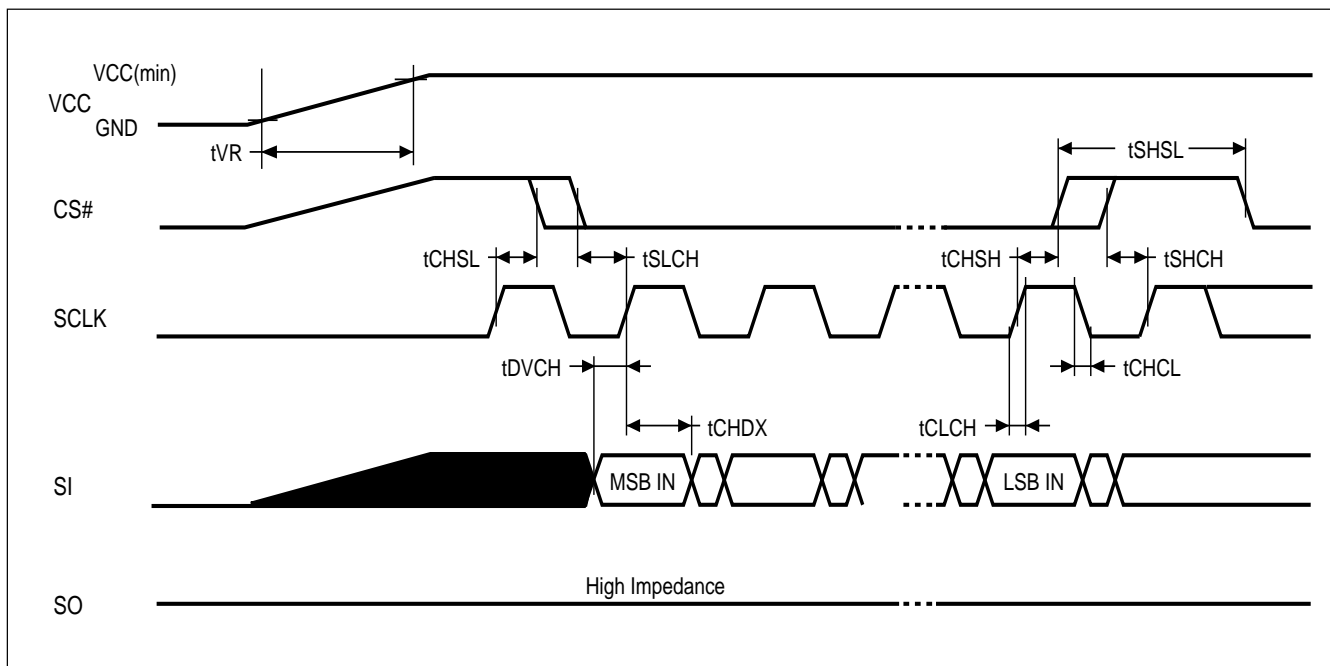 VCC(min)
VCC
GND
tVR
tSHSL
CS#
tCHSL
tSLCH
tCHSH
tSHCH
SCLK
tDVCH
tCHCL
tCHDX
tCLCH
SI
MSB IN
LSB IN
High Impedance
SO